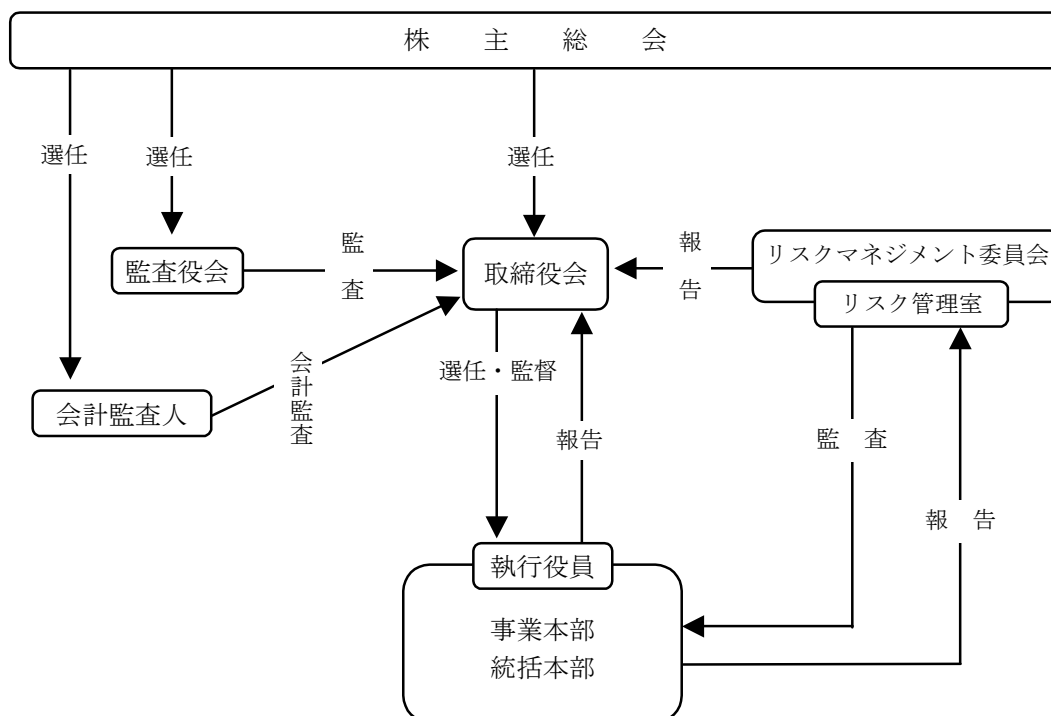 株主総会
選任
選任
選任
監査役会
監査
取締役会
報告
リスクマネジメント委員会
リスク管理室
会計監査人
会計監査
選任・監督
報告
監査
報告
執行役員
事業本部
統括本部